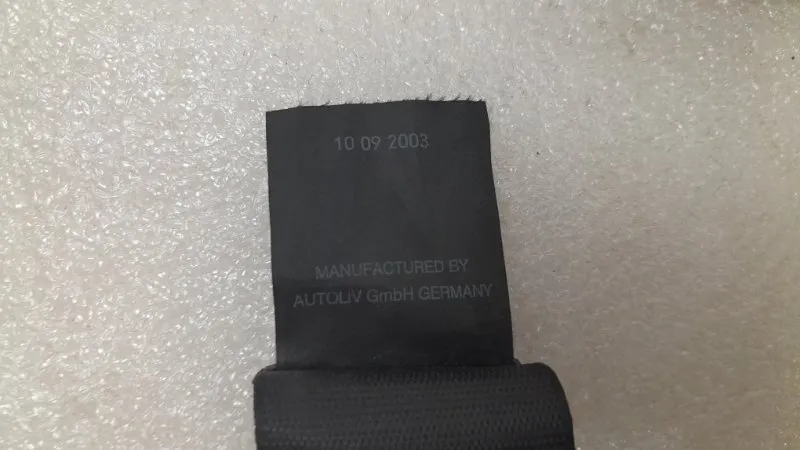 10 09 2003
MANUFACTURED BY
AUTOLIV GmbH GERMANY